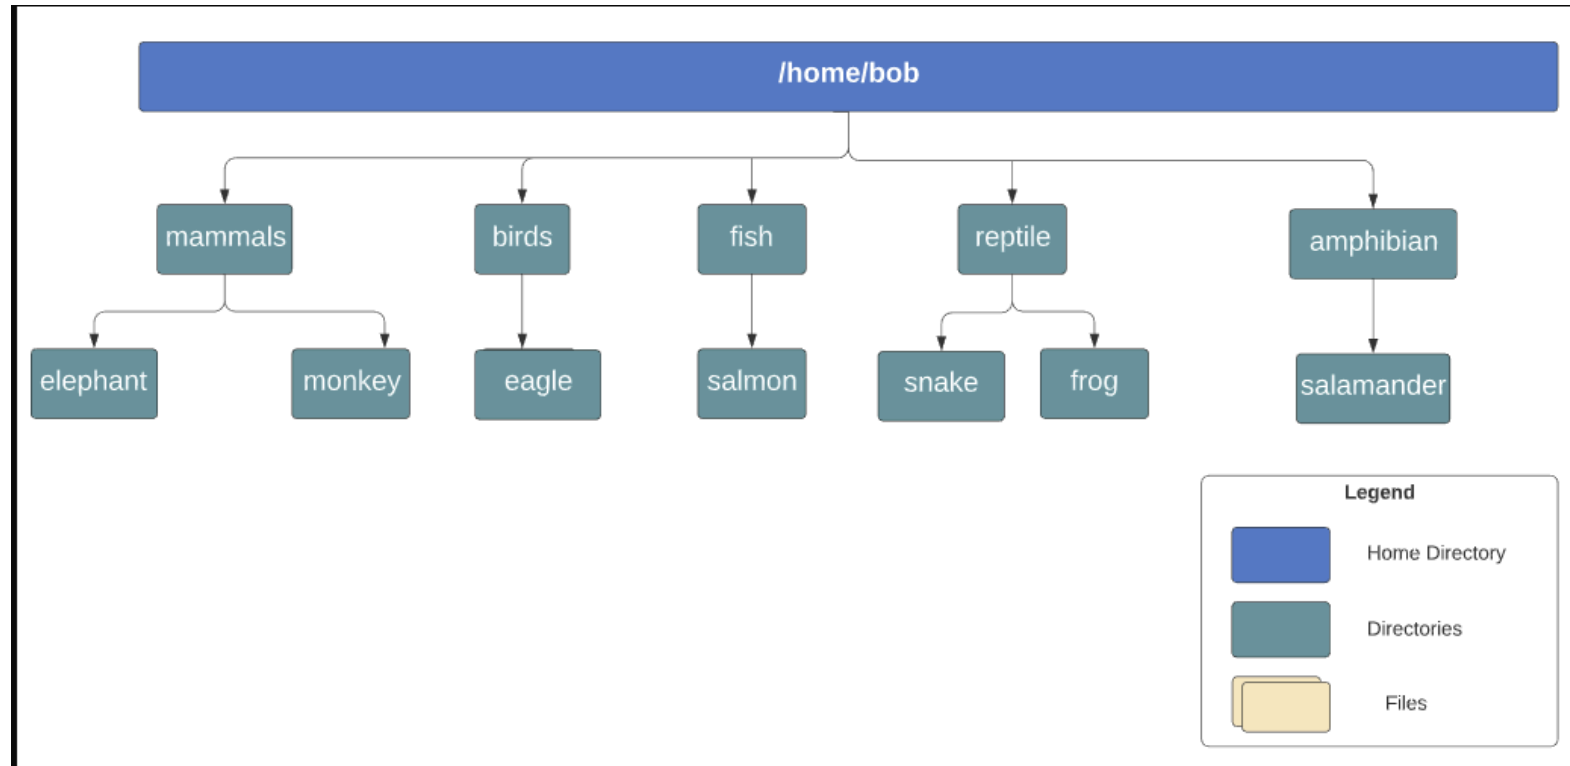 /home/bob
mammals
birds
fish
reptile
amphibian
elephant
monkey
eagle
salmon
snake
frog
salamander
Legend
Home Directory
Directories
Files